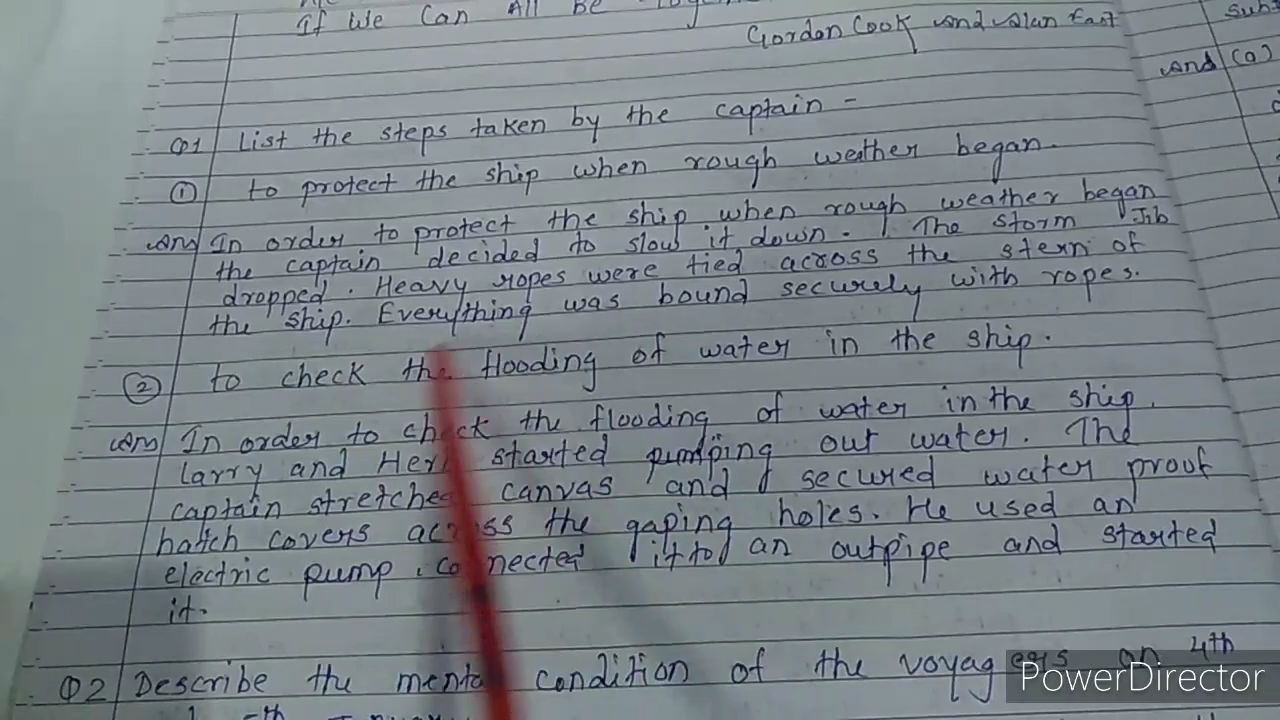 If We Can All Be
Gordon Cook and Alan East
Q1 List the steps taken by the captain -
① to protect the ship when rough weather began.
Ans In order to protect the ship when rough weather began
the captain decided to slow it down. The storm Jib
dropped. Heavy ropes were tied across the stern of
the ship. Everything was bound securely with ropes.
② to check the flooding of water in the ship.
Ans In order to check the flooding of water in the ship.
larry and started pumping out water. The
captain stretched canvas and secured water proof
hatch covers across the gaping holes. He used an
electric pump, connected it to an outpipe and started
it.
Q2 Describe the mental condition of the voyagers on 4th
and (a)
PowerDirector